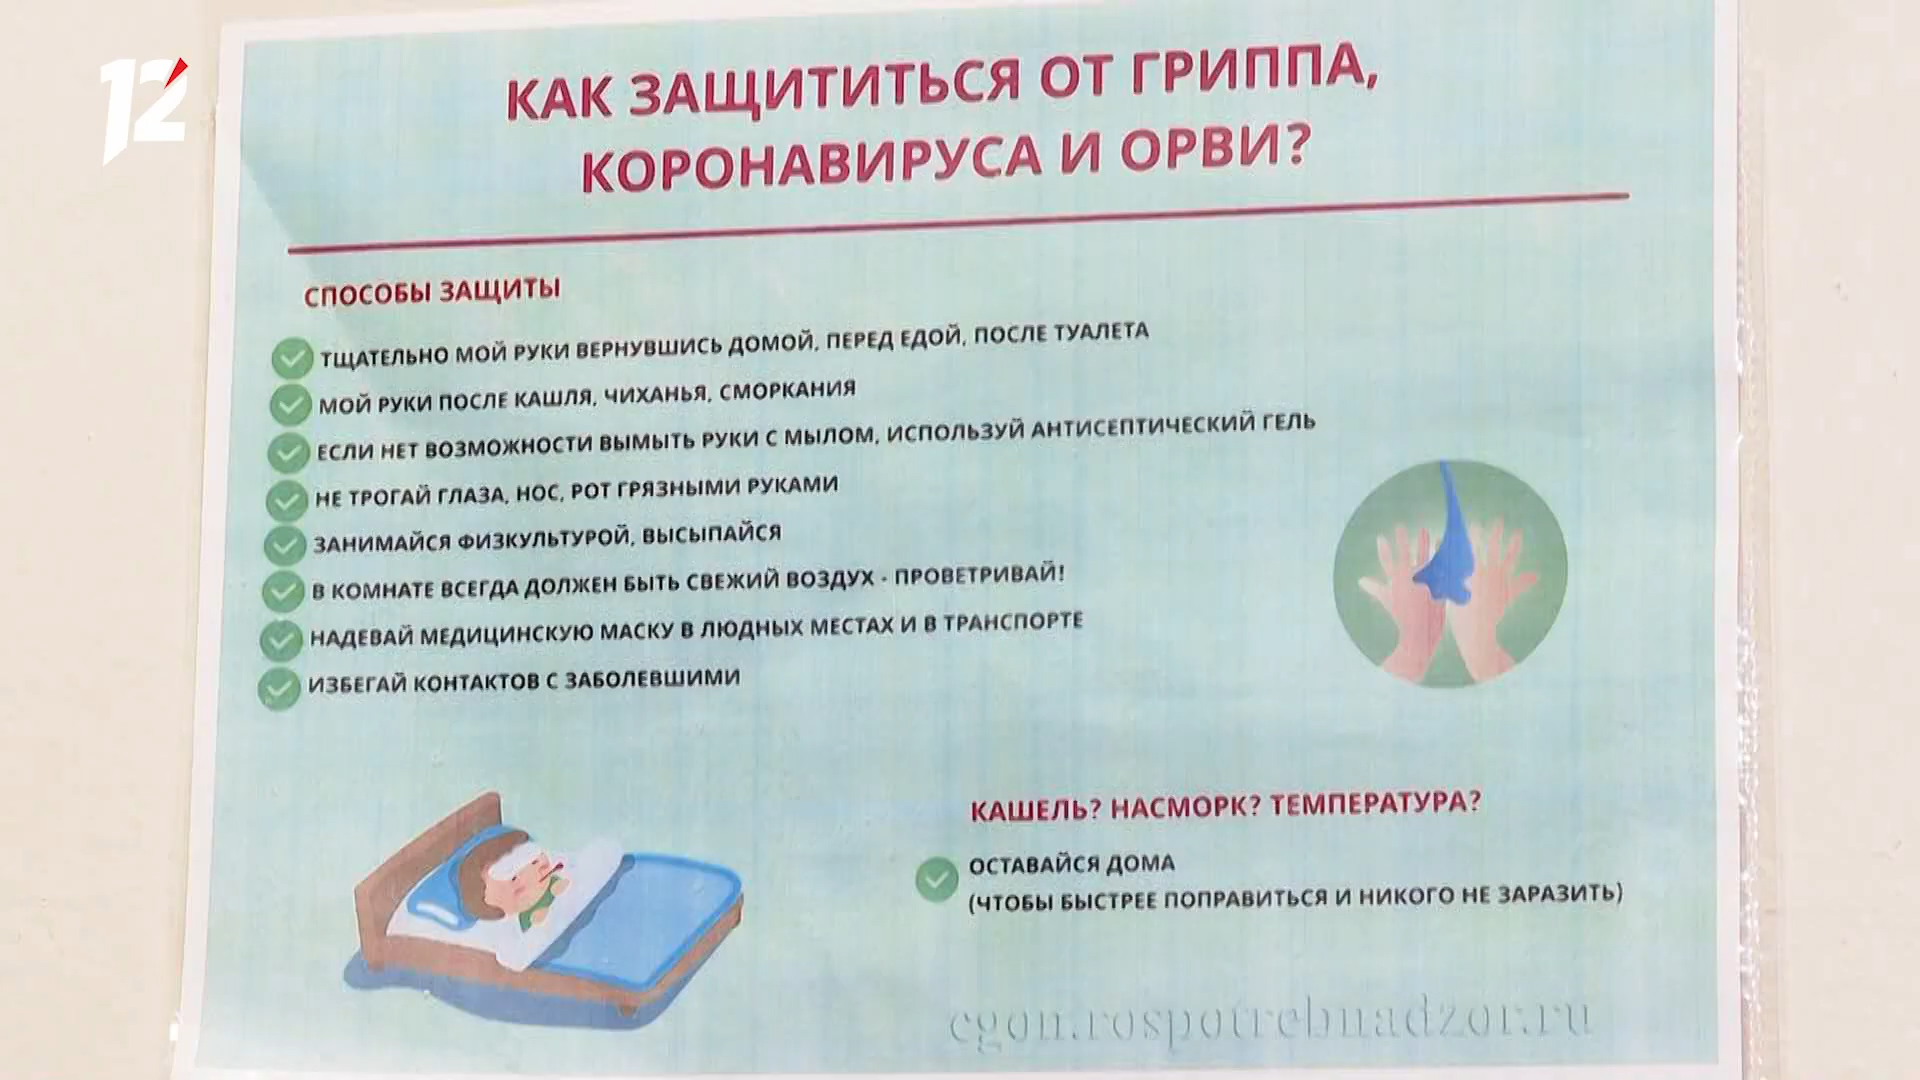 12
КАК ЗАЩИТИТЬСЯ ОТ ГРИППА,
КОРОНАВИРУСА И ОРВИ?
СПОСОБЫ ЗАЩИТЫ
ТЩАТЕЛЬНО МОЙ РУКИ ВЕРНУВШИСЬ ДОМОЙ, ПЕРЕД ЕДОЙ, ПОСЛЕ ТУАЛЕТА
МОЙ РУКИ ПОСЛЕ КАШЛЯ, ЧИХАНЬЯ, СМОРКАНИЯ
ЕСЛИ НЕТ ВОЗМОЖНОСТИ ВЫМЫТЬ РУКИ С МЫЛОМ, ИСПОЛЬЗУЙ АНТИСЕПТИЧЕСКИЙ ГЕЛЬ
НЕ ТРОГАЙ ГЛАЗА, НОС, РОТ ГРЯЗНЫМИ РУКАМИ
ЗАНИМАЙСЯ ФИЗКУЛЬТУРОЙ, ВЫСЫПАЙСЯ
В КОМНАТЕ ВСЕГДА ДОЛЖЕН БЫТЬ СВЕЖИЙ ВОЗДУХ - ПРОВЕТРИВАЙ!
НАДЕВАЙ МЕДИЦИНСКУЮ МАСКУ В ЛЮДНЫХ МЕСТАХ И В ТРАНСПОРТЕ
ИЗБЕГАЙ КОНТАКТОВ С ЗАБОЛЕВШИМИ
КАШЕЛЬ? НАСМОРК? ТЕМПЕРАТУРА?
ОСТАВАЙСЯ ДОМА
(ЧТОБЫ БЫСТРЕЕ ПОПРАВИТЬСЯ И НИКОГО НЕ ЗАРАЗИТЬ)
cgon.rospotrebnadzor.ru